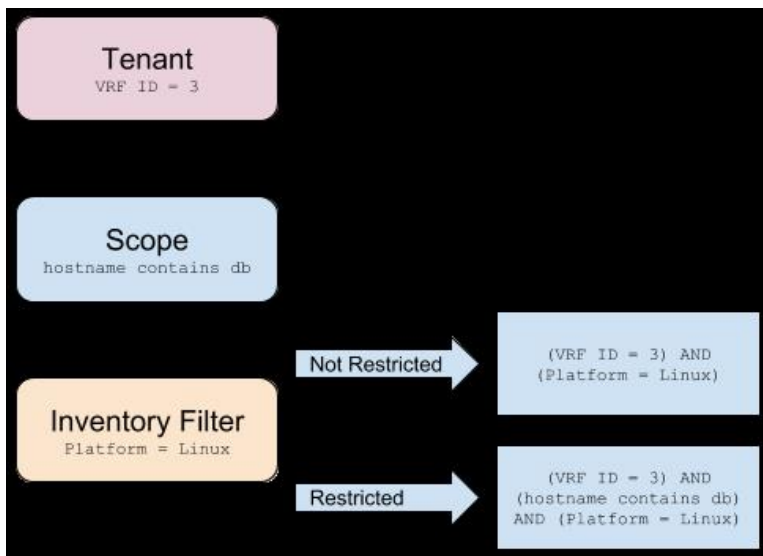 Tenant
VRF ID = 3
Scope
hostname contains db
Not Restricted
(VRF ID = 3) AND
(Platform = Linux)
Inventory Filter
Platform = Linux
Restricted
(VRF ID = 3) AND
(hostname contains db)
AND (Platform = Linux)